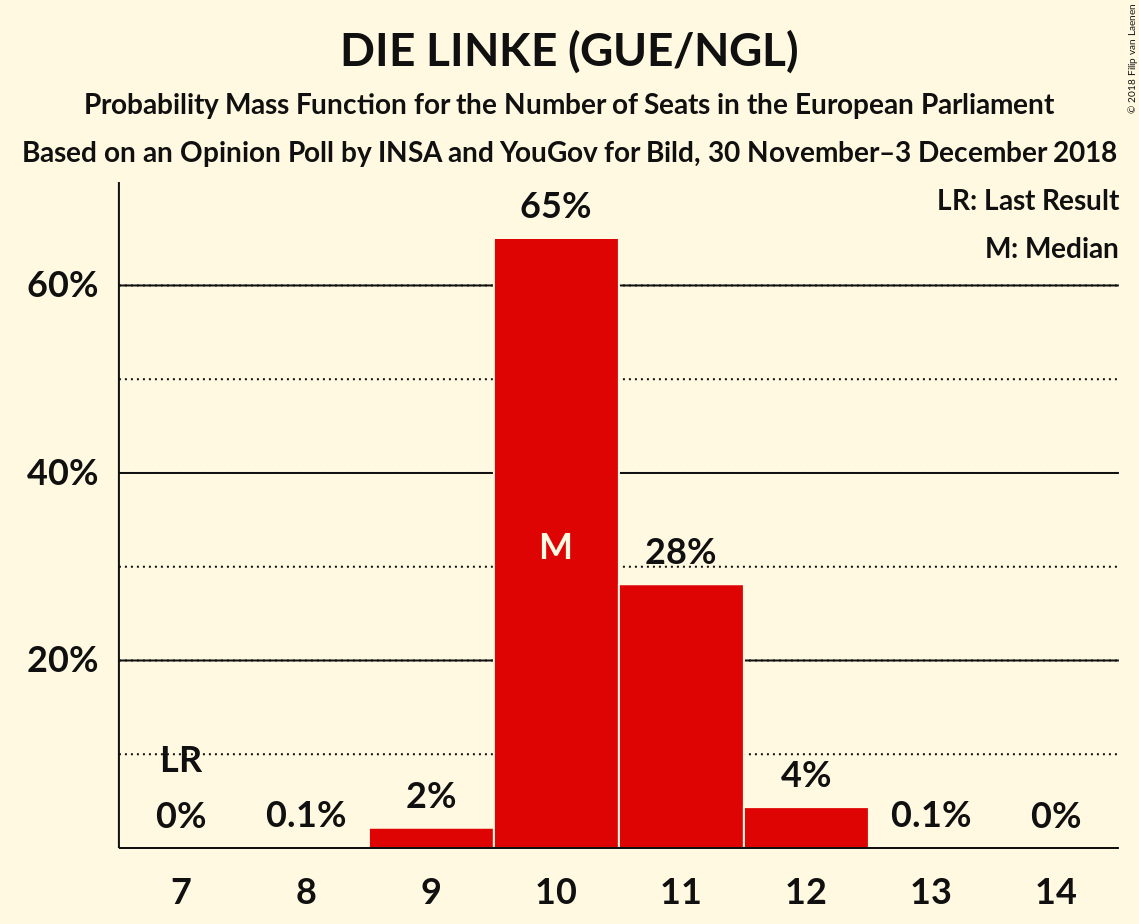 DIE LINKE (GUE/NGL)
Probability Mass Function for the Number of Seats in the European Parliament
Based on an Opinion Poll by INSA and YouGov for Bild, 30 November–3 December 2018
© 2018 Filip van Laenen
LR: Last Result
M: Median
60%
40%
20%
LR
0%
0.1%
2%
65%
M
28%
4%
0.1%
0%
7 8 9 10 11 12 13 14